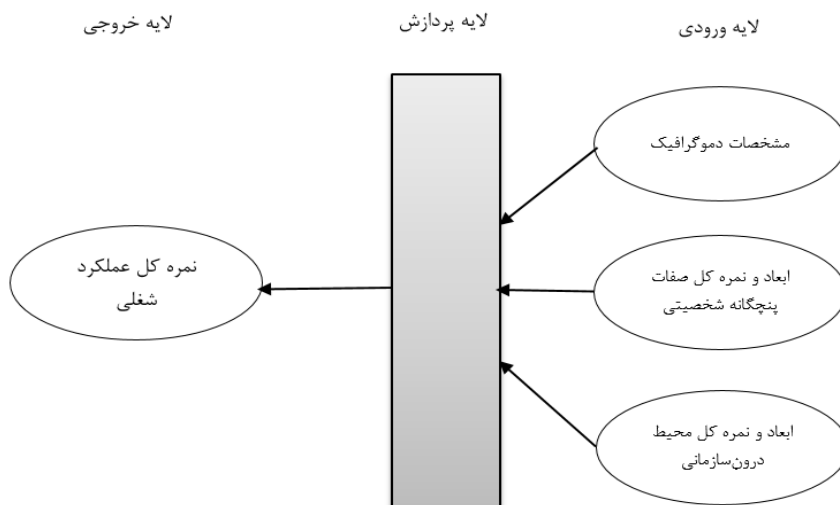 لایه ورودی
لایه پردازش
لایه خروجی
مشخصات دموگرافیک
ابعاد و نمره کل صفات
پنچگانه شخصیتی
ابعاد و نمره کل محیط
درون‌سازمانی
نمره کل عملکرد
شغلی